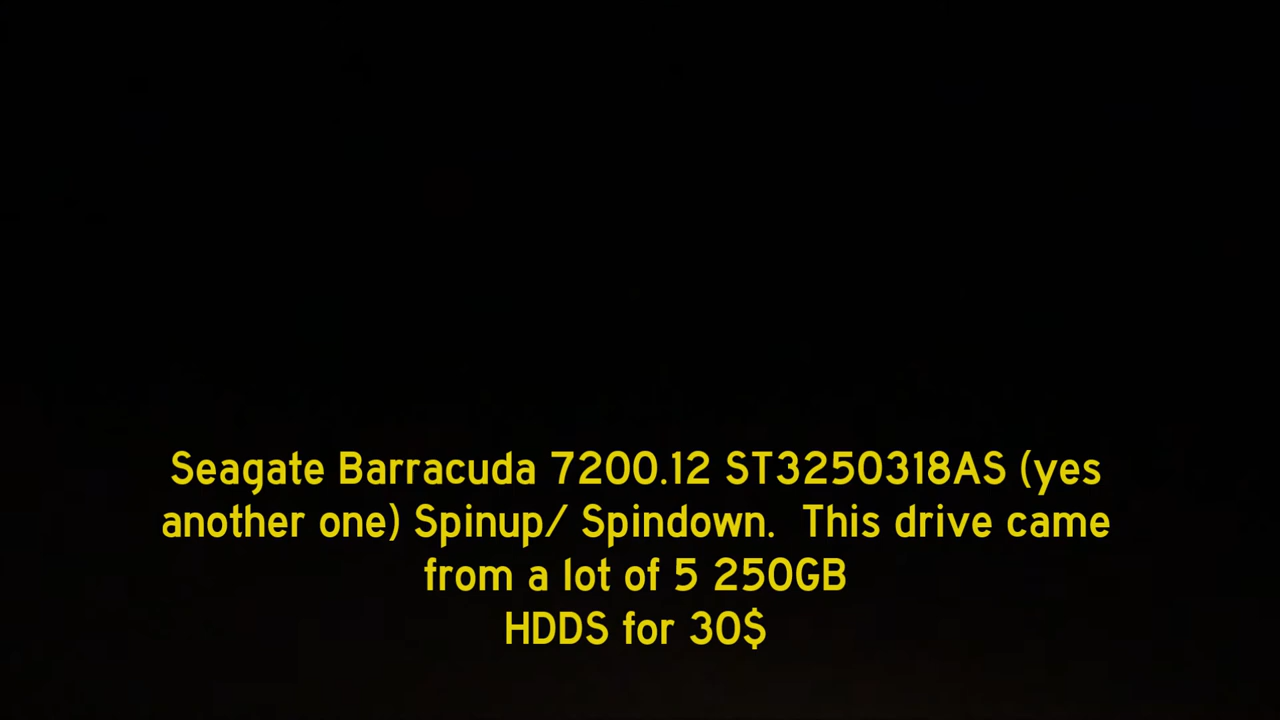 Seagate Barracuda 7200.12 ST3250318AS (yes
another one) Spinup/ Spindown.  This drive came
from a lot of 5 250GB
HDDS for 30$